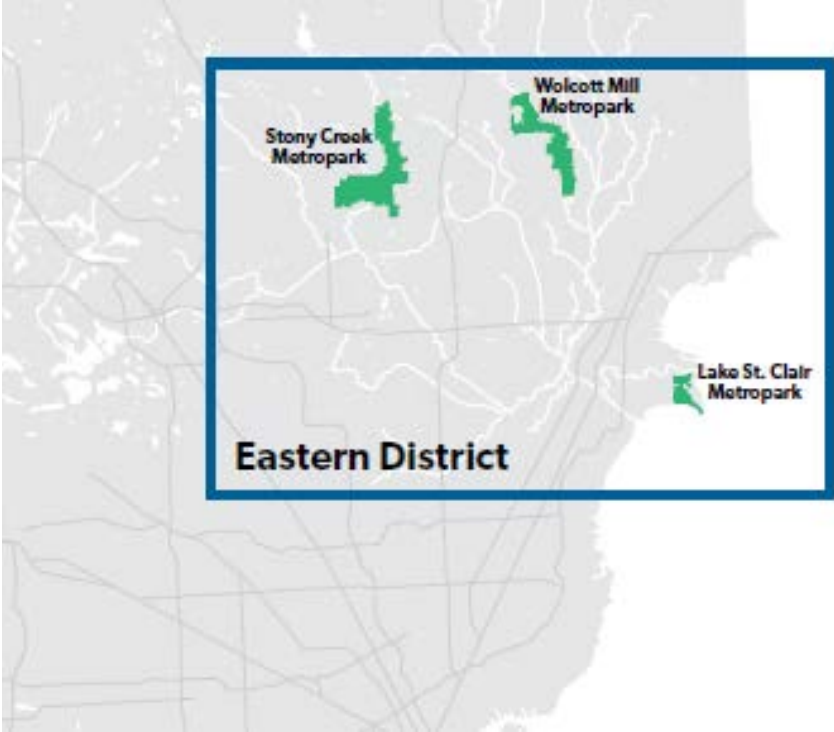 Wolcott Mill
Metropark
Stony Creek
Metropark
Lake St. Clair
Metropark
Eastern District